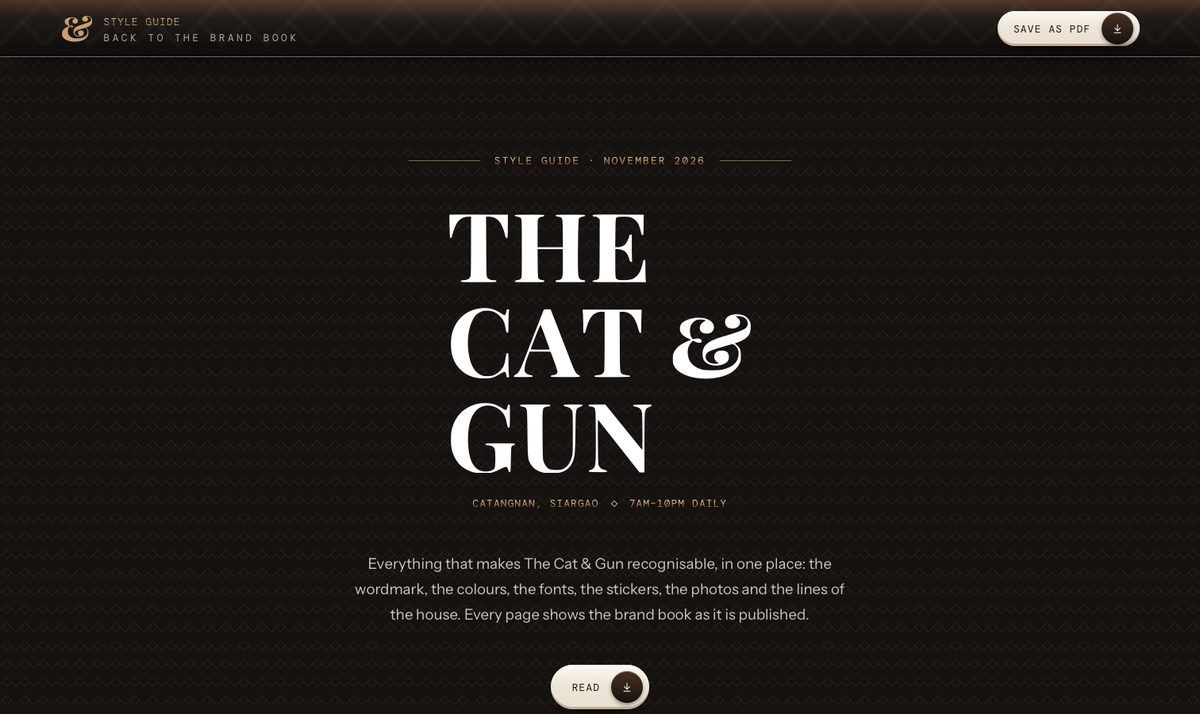 &
STYLE GUIDE
BACK TO THE BRAND BOOK
SAVE AS PDF
STYLE GUIDE · NOVEMBER 2026
THE
CAT &
GUN
CATANGNAN, SIARGAO ◇ 7AM–10PM DAILY
Everything that makes The Cat & Gun recognisable, in one place: the
wordmark, the colours, the fonts, the stickers, the photos and the lines of
the house. Every page shows the brand book as it is published.
READ